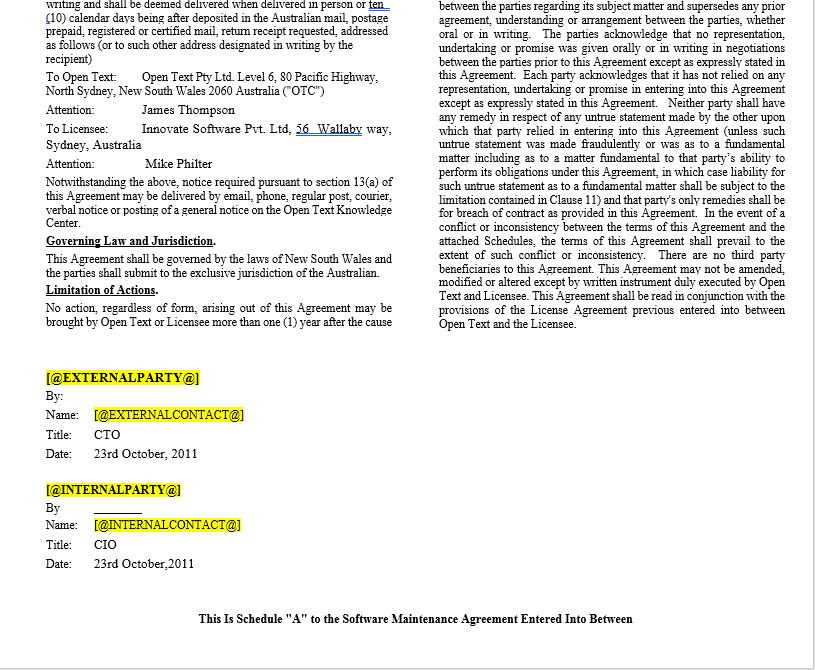 writing and shall be deemed delivered when delivered in person or ten
(10) calendar days being after deposited in the Australian mail, postage
prepaid, registered or certified mail, return receipt requested, addressed
as follows (or to such other address designated in writing by the
recipient)
To Open Text: Open Text Pty Ltd. Level 6, 80 Pacific Highway,
North Sydney, New South Wales 2060 Australia ("OTC")
Attention: James Thompson
To Licensee: Innovate Software Pvt. Ltd, 56 Wallaby way,
Sydney, Australia
Attention: Mike Philter
Notwithstanding the above, notice required pursuant to section 13(a) of
this Agreement may be delivered by email, phone, regular post, courier,
verbal notice or posting of a general notice on the Open Text Knowledge
Center.
Governing Law and Jurisdiction.
This Agreement shall be governed by the laws of New South Wales and
the parties shall submit to the exclusive jurisdiction of the Australian.
Limitation of Actions.
No action, regardless of form, arising out of this Agreement may be
brought by Open Text or Licensee more than one (1) year after the cause
between the parties regarding its subject matter and supersedes any prior
agreement, understanding or arrangement between the parties, whether
oral or in writing. The parties acknowledge that no representation,
undertaking or promise was given orally or in writing in negotiations
between the parties prior to this Agreement except as expressly stated in
this Agreement. Each party acknowledges that it has not relied on any
representation, undertaking or promise in entering into this Agreement
except as expressly stated in this Agreement. Neither party shall have
any remedy in respect of any untrue statement made by the other upon
which that party relied in entering into this Agreement (unless such
untrue statement was made fraudulently or was as to a fundamental
matter including as to a matter fundamental to that party's ability to
perform its obligations under this Agreement, in which case liability for
such untrue statement as to a fundamental matter shall be subject to the
limitation contained in Clause 11) and that party's only remedies shall be
for breach of contract as provided in this Agreement. In the event of a
conflict or inconsistency between the terms of this Agreement and the
attached Schedules, the terms of this Agreement shall prevail to the
extent of such conflict or inconsistency. There are no third party
beneficiaries to this Agreement. This Agreement may not be amended,
modified or altered except by written instrument duly executed by Open
Text and Licensee. This Agreement shall be read in conjunction with the
provisions of the License Agreement previous entered into between
Open Text and the Licensee.
[@EXTERNALPARTY@]
By:
Name: [@EXTERNALCONTACT@]
Title: CTO
Date: 23rd October, 2011
[@INTERNALPARTY@]
By ________
Name: [@INTERNALCONTACT@]
Title: CIO
Date: 23rd October,2011
This Is Schedule "A" to the Software Maintenance Agreement Entered Into Between